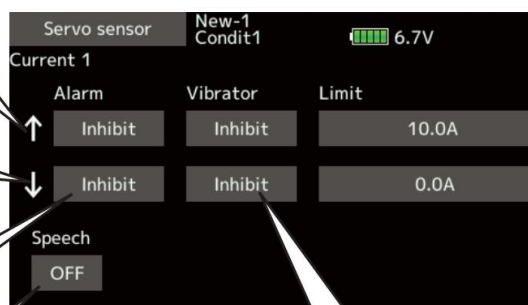 Servo sensor
New-1
Condit1
6.7V
Current 1
Alarm Vibrator Limit
↑ Inhibit Inhibit 10.0A
↓ Inhibit Inhibit 0.0A
Speech
OFF